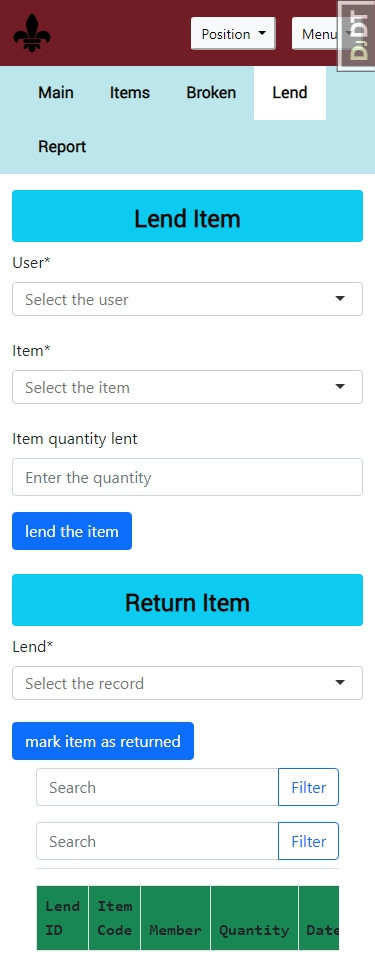 Position
Menu
DJDT
Main Items Broken Lend
Report
Lend Item
User*
Select the user
Item*
Select the item
Item quantity lent
Enter the quantity
lend the item
Return Item
Lend*
Select the record
mark item as returned
Search Filter
Search Filter
Lend Item
ID Code Member Quantity Date